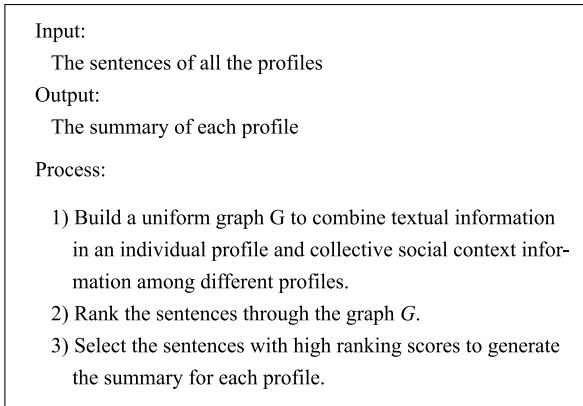 Input:
The sentences of all the profiles
Output:
The summary of each profile
Process:
1) Build a uniform graph G to combine textual information
in an individual profile and collective social context infor-
mation among different profiles.
2) Rank the sentences through the graph G.
3) Select the sentences with high ranking scores to generate
the summary for each profile.